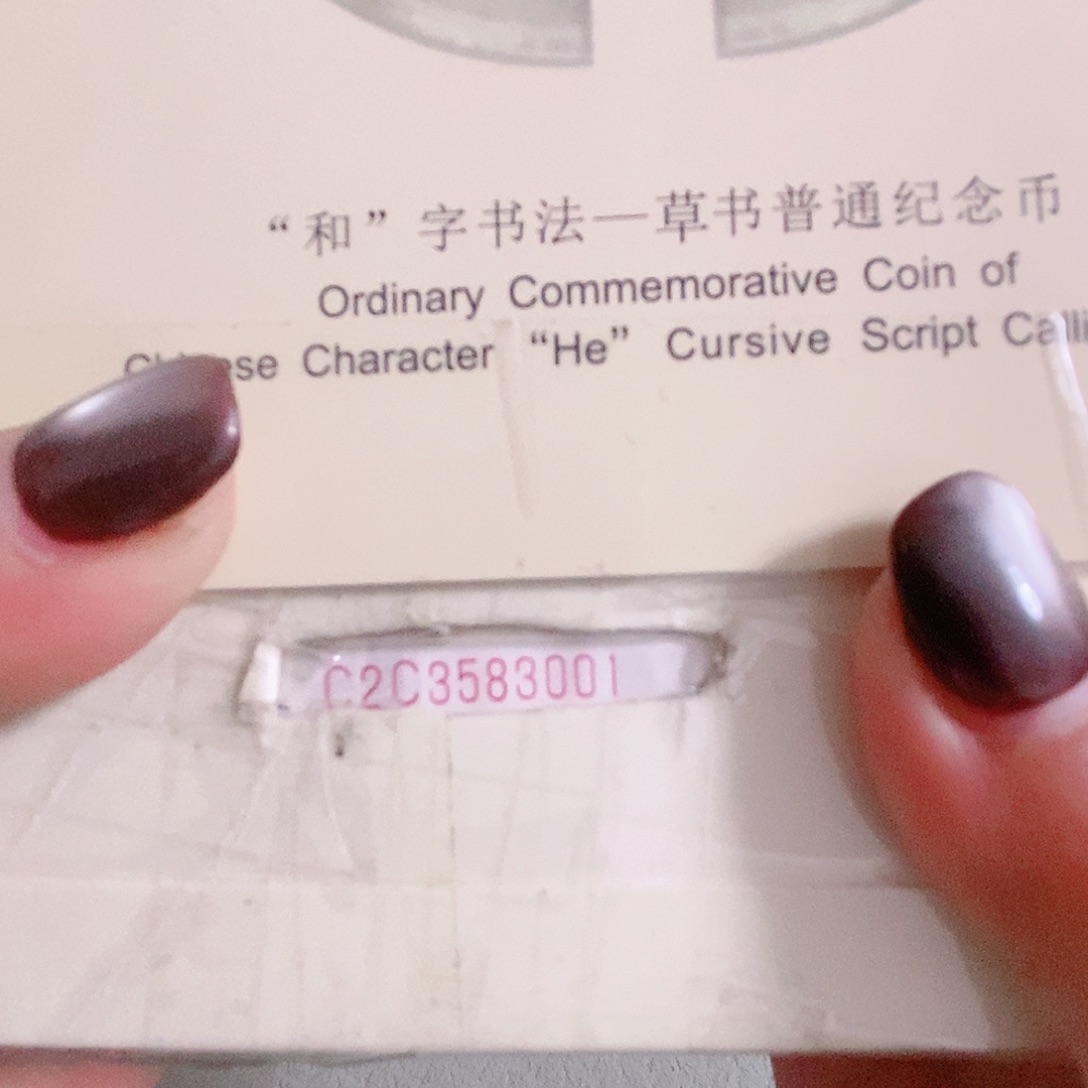 “和”字书法—草书普通纪念币
Ordinary Commemorative Coin of
Character “He” Cursive Script
C2C3583001